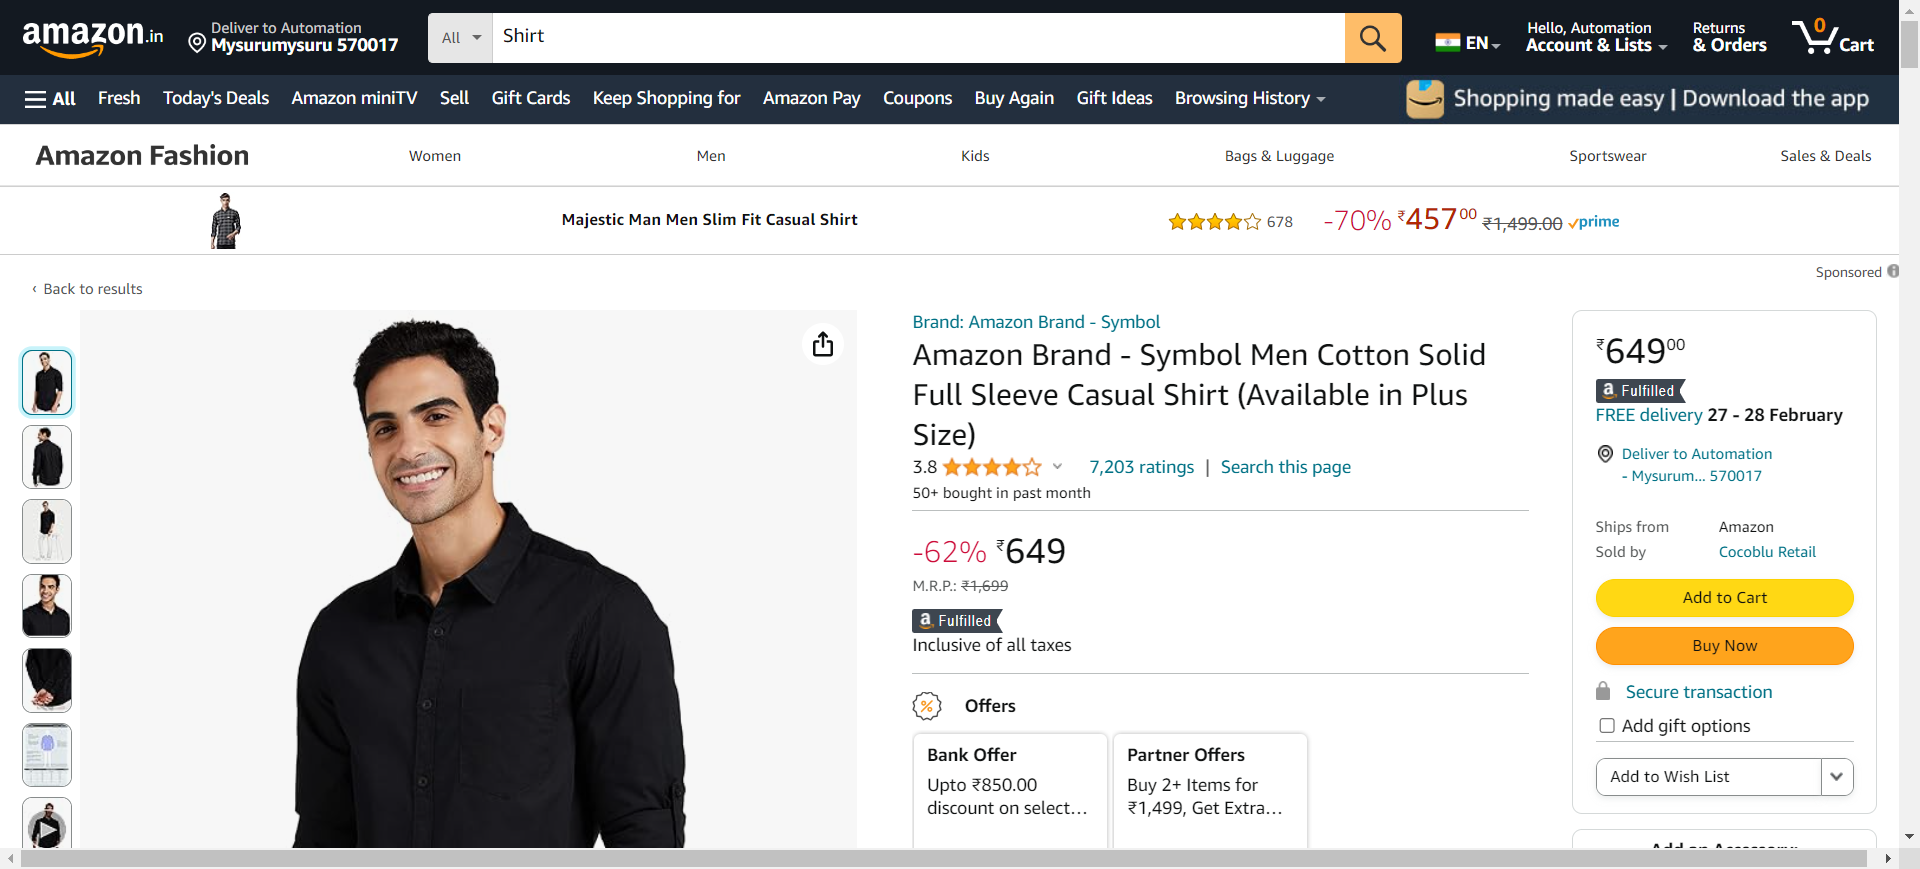 amazon.in
Deliver to Automation
Mysurumysuru 570017
All
Shirt
EN
Hello, Automation
Account & Lists
Returns
& Orders
0
Cart
All
Fresh
Today's Deals
Amazon miniTV
Sell
Gift Cards
Keep Shopping for
Amazon Pay
Coupons
Buy Again
Gift Ideas
Browsing History
Shopping made easy | Download the app
Amazon Fashion
Women
Men
Kids
Bags & Luggage
Sportswear
Sales & Deals
Majestic Man Men Slim Fit Casual Shirt
678
-70% ₹45700 ₹1,499.00 prime
Sponsored
‹ Back to results
Brand: Amazon Brand - Symbol
Amazon Brand - Symbol Men Cotton Solid
Full Sleeve Casual Shirt (Available in Plus
Size)
3.8
7,203 ratings | Search this page
50+ bought in past month
-62% ₹649
M.R.P.: ₹1,699
a Fulfilled
Inclusive of all taxes
% Offers
Bank Offer
Upto ₹850.00
discount on select…
Partner Offers
Buy 2+ Items for
₹1,499, Get Extra…
₹64900
a Fulfilled
FREE delivery 27 - 28 February
Deliver to Automation
- Mysurum... 570017
Ships from Amazon
Sold by Cocoblu Retail
Add to Cart
Buy Now
Secure transaction
Add gift options
Add to Wish List